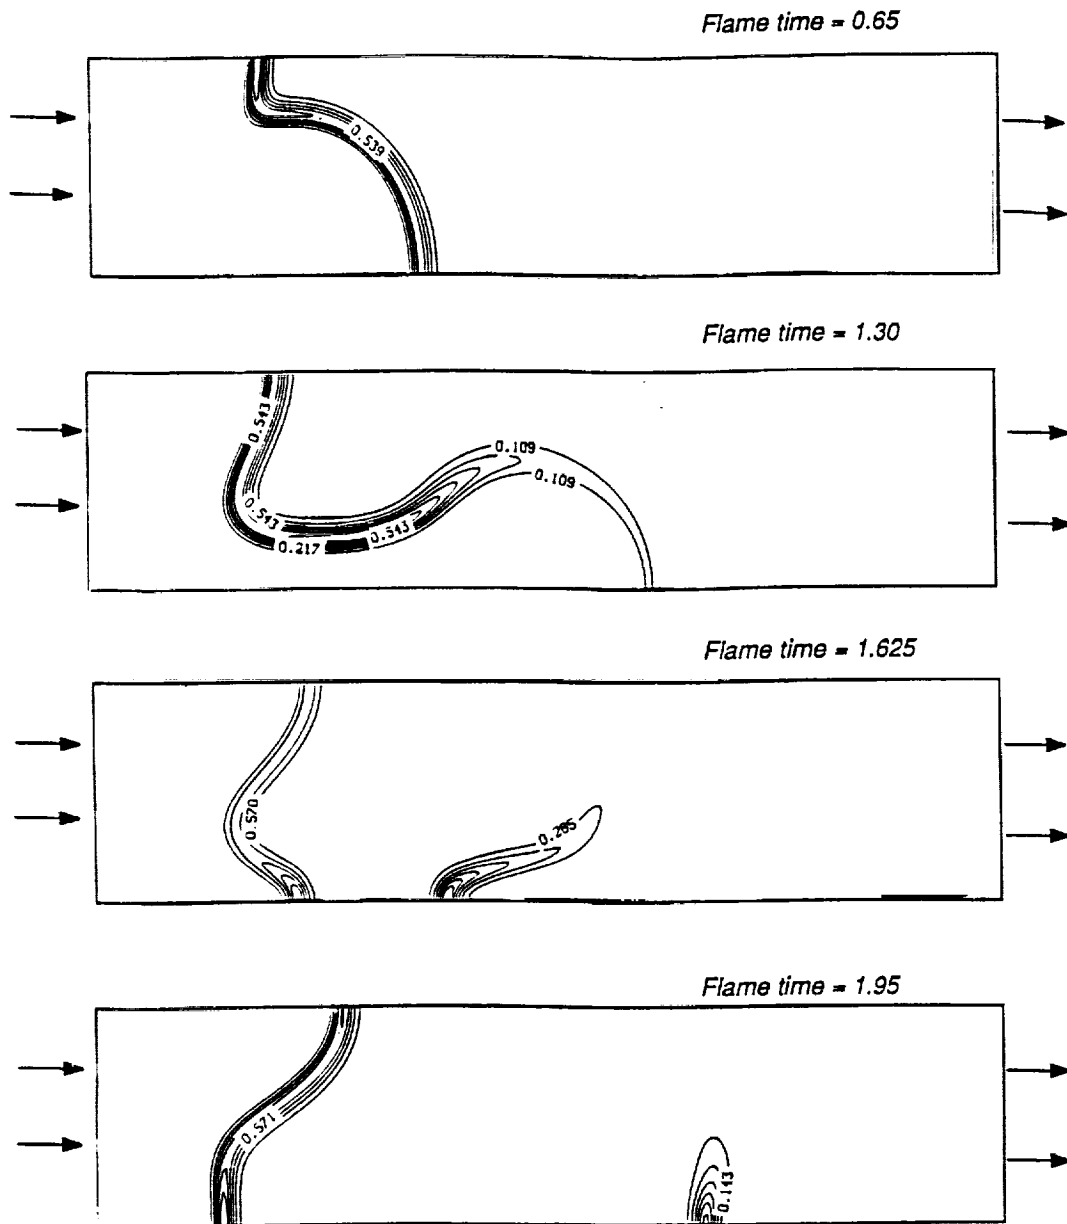 Flame time = 0.65
0.539
Flame time = 1.30
0.543
0.109
0.109
0.543
0.543
0.217
Flame time = 1.625
0.570
0.285
Flame time = 1.95
0.571
0.143